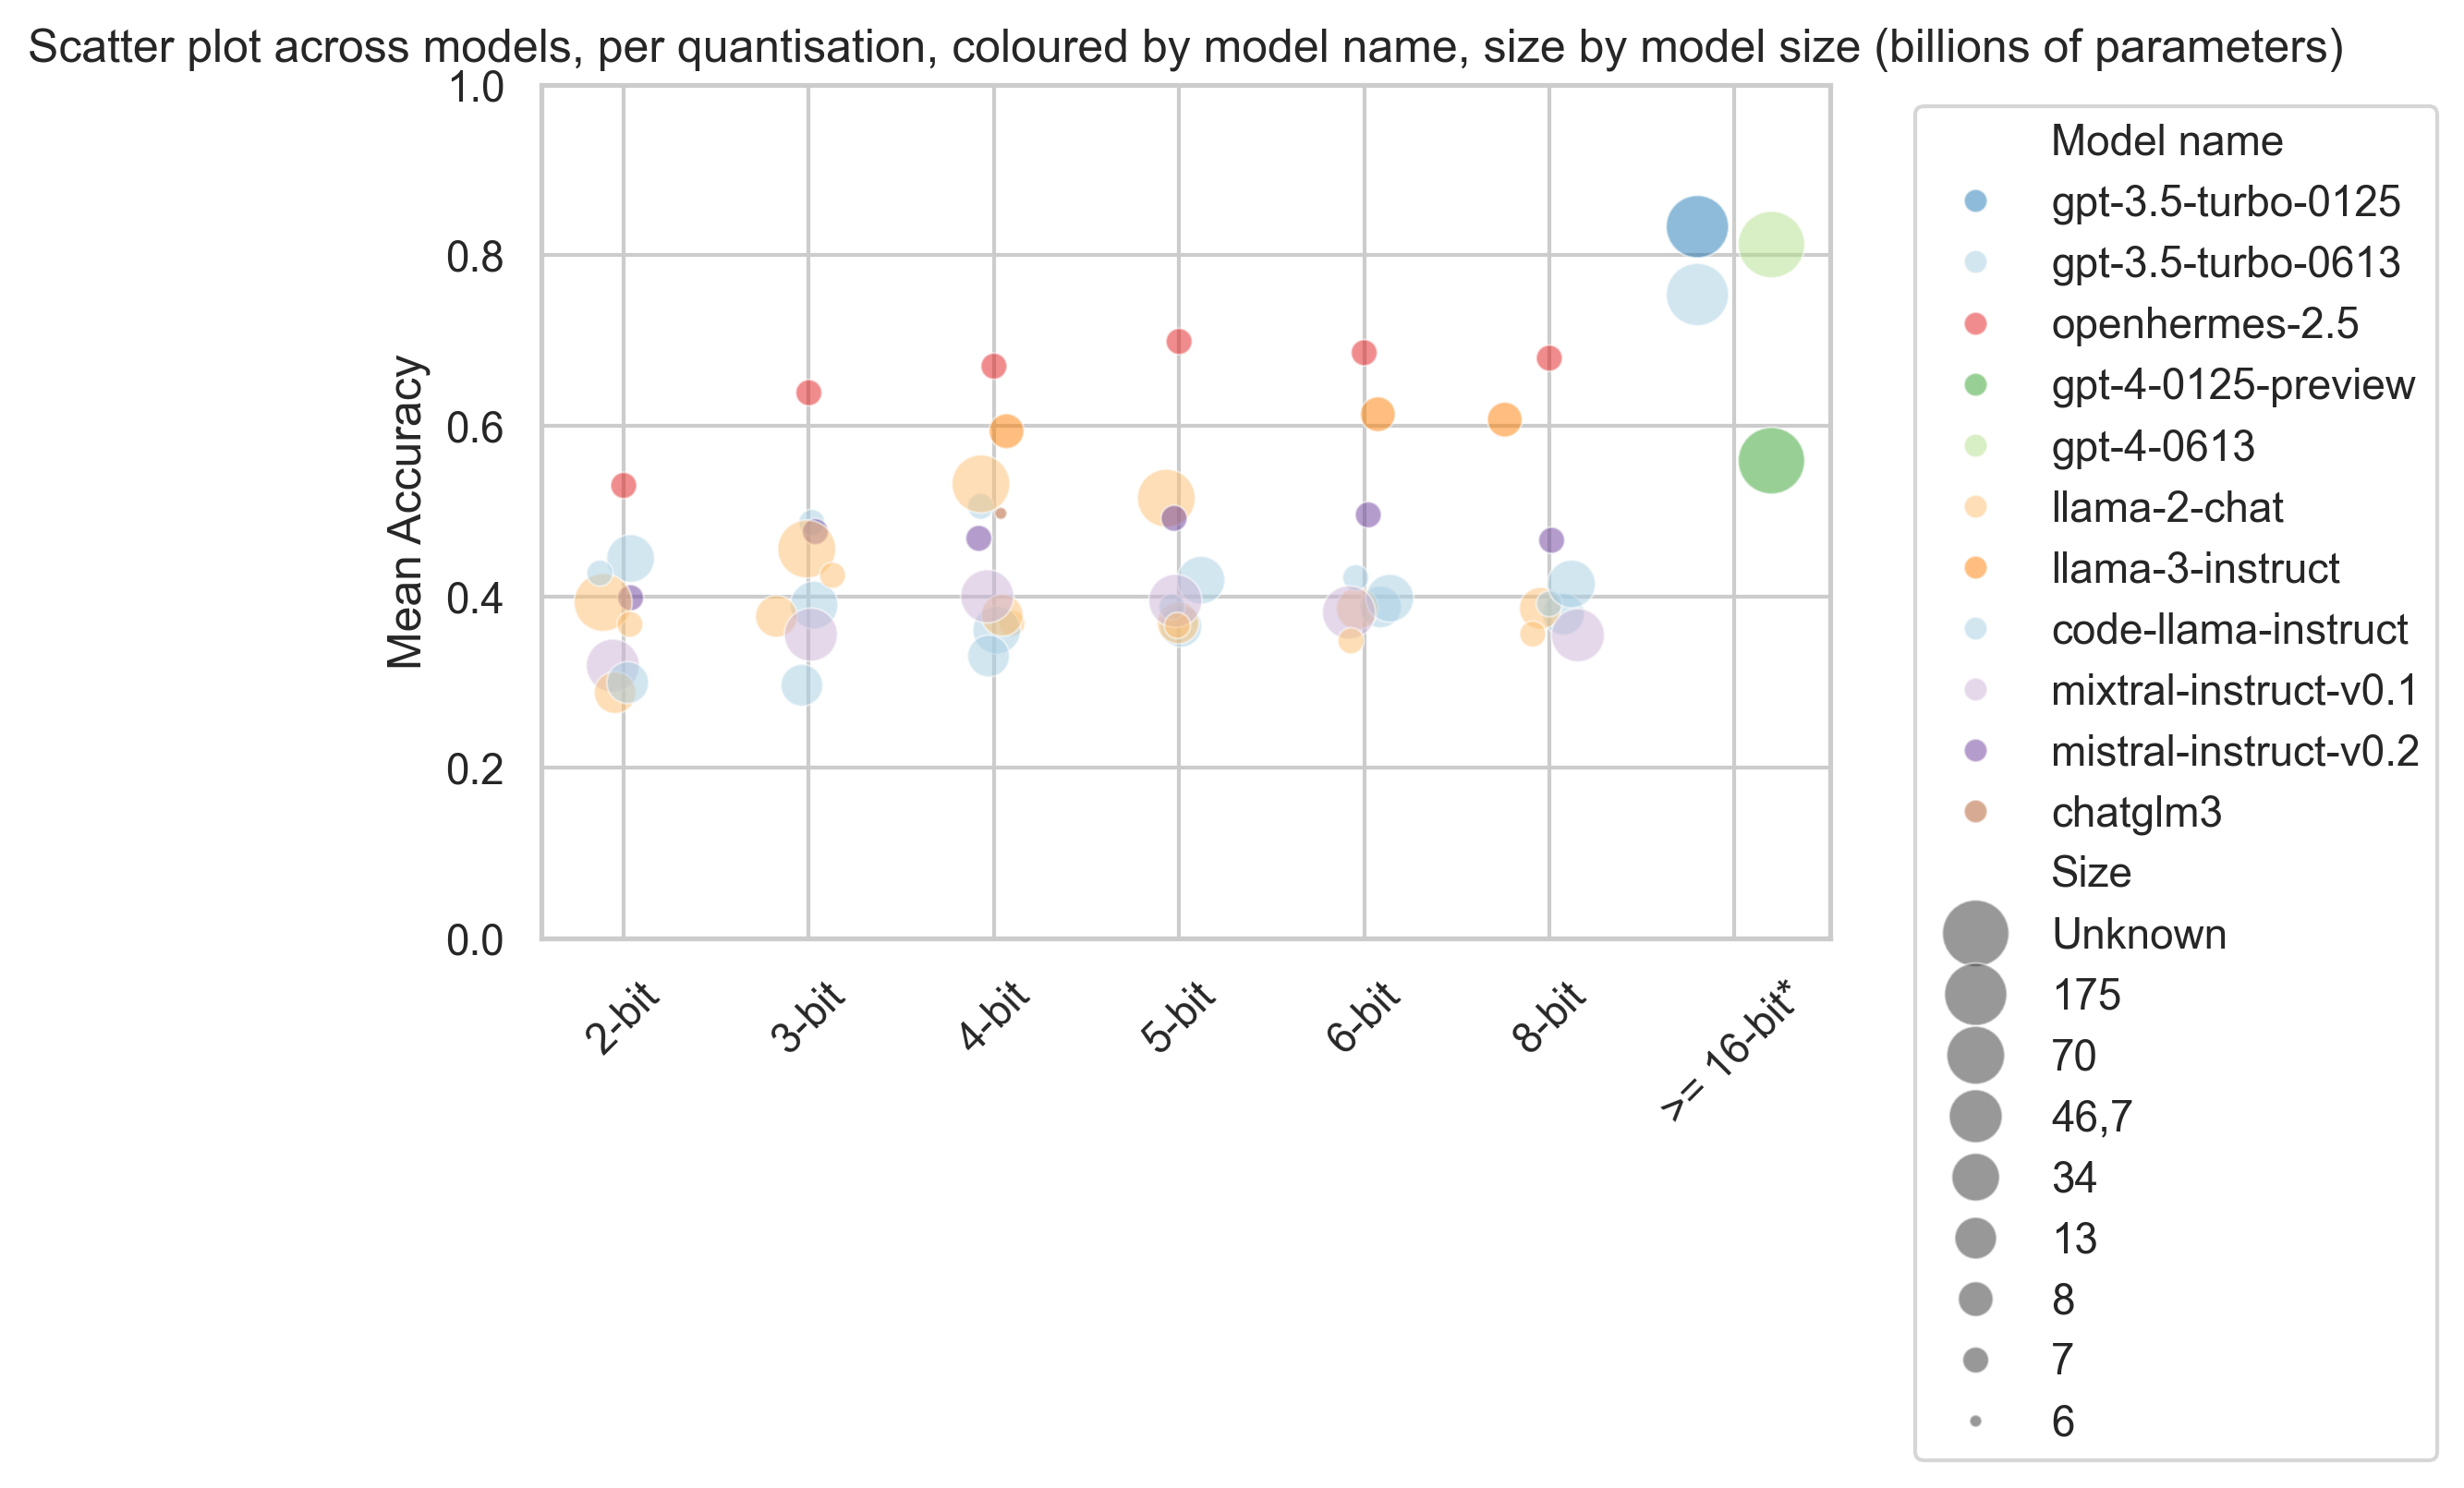 Scatter plot across models, per quantisation, coloured by model name, size by model size (billions of parameters)
1.0
0.8
0.6
0.4
0.2
0.0
Mean Accuracy
2-bit
3-bit
4-bit
5-bit
6-bit
8-bit
>= 16-bit*
Model name
gpt-3.5-turbo-0125
gpt-3.5-turbo-0613
openhermes-2.5
gpt-4-0125-preview
gpt-4-0613
llama-2-chat
llama-3-instruct
code-llama-instruct
mixtral-instruct-v0.1
mistral-instruct-v0.2
chatglm3
Size
Unknown
175
70
46,7
34
13
8
7
6